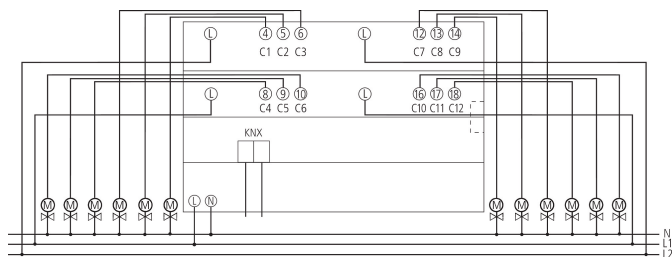 L 4 5 6 L 12 13 14
C1 C2 C3 C7 C8 C9
L 8 9 10 L 16 17 18
C4 C5 C6 C10 C11 C12
KNX
M M M M M M L N M M M M M M
N
L1
L2